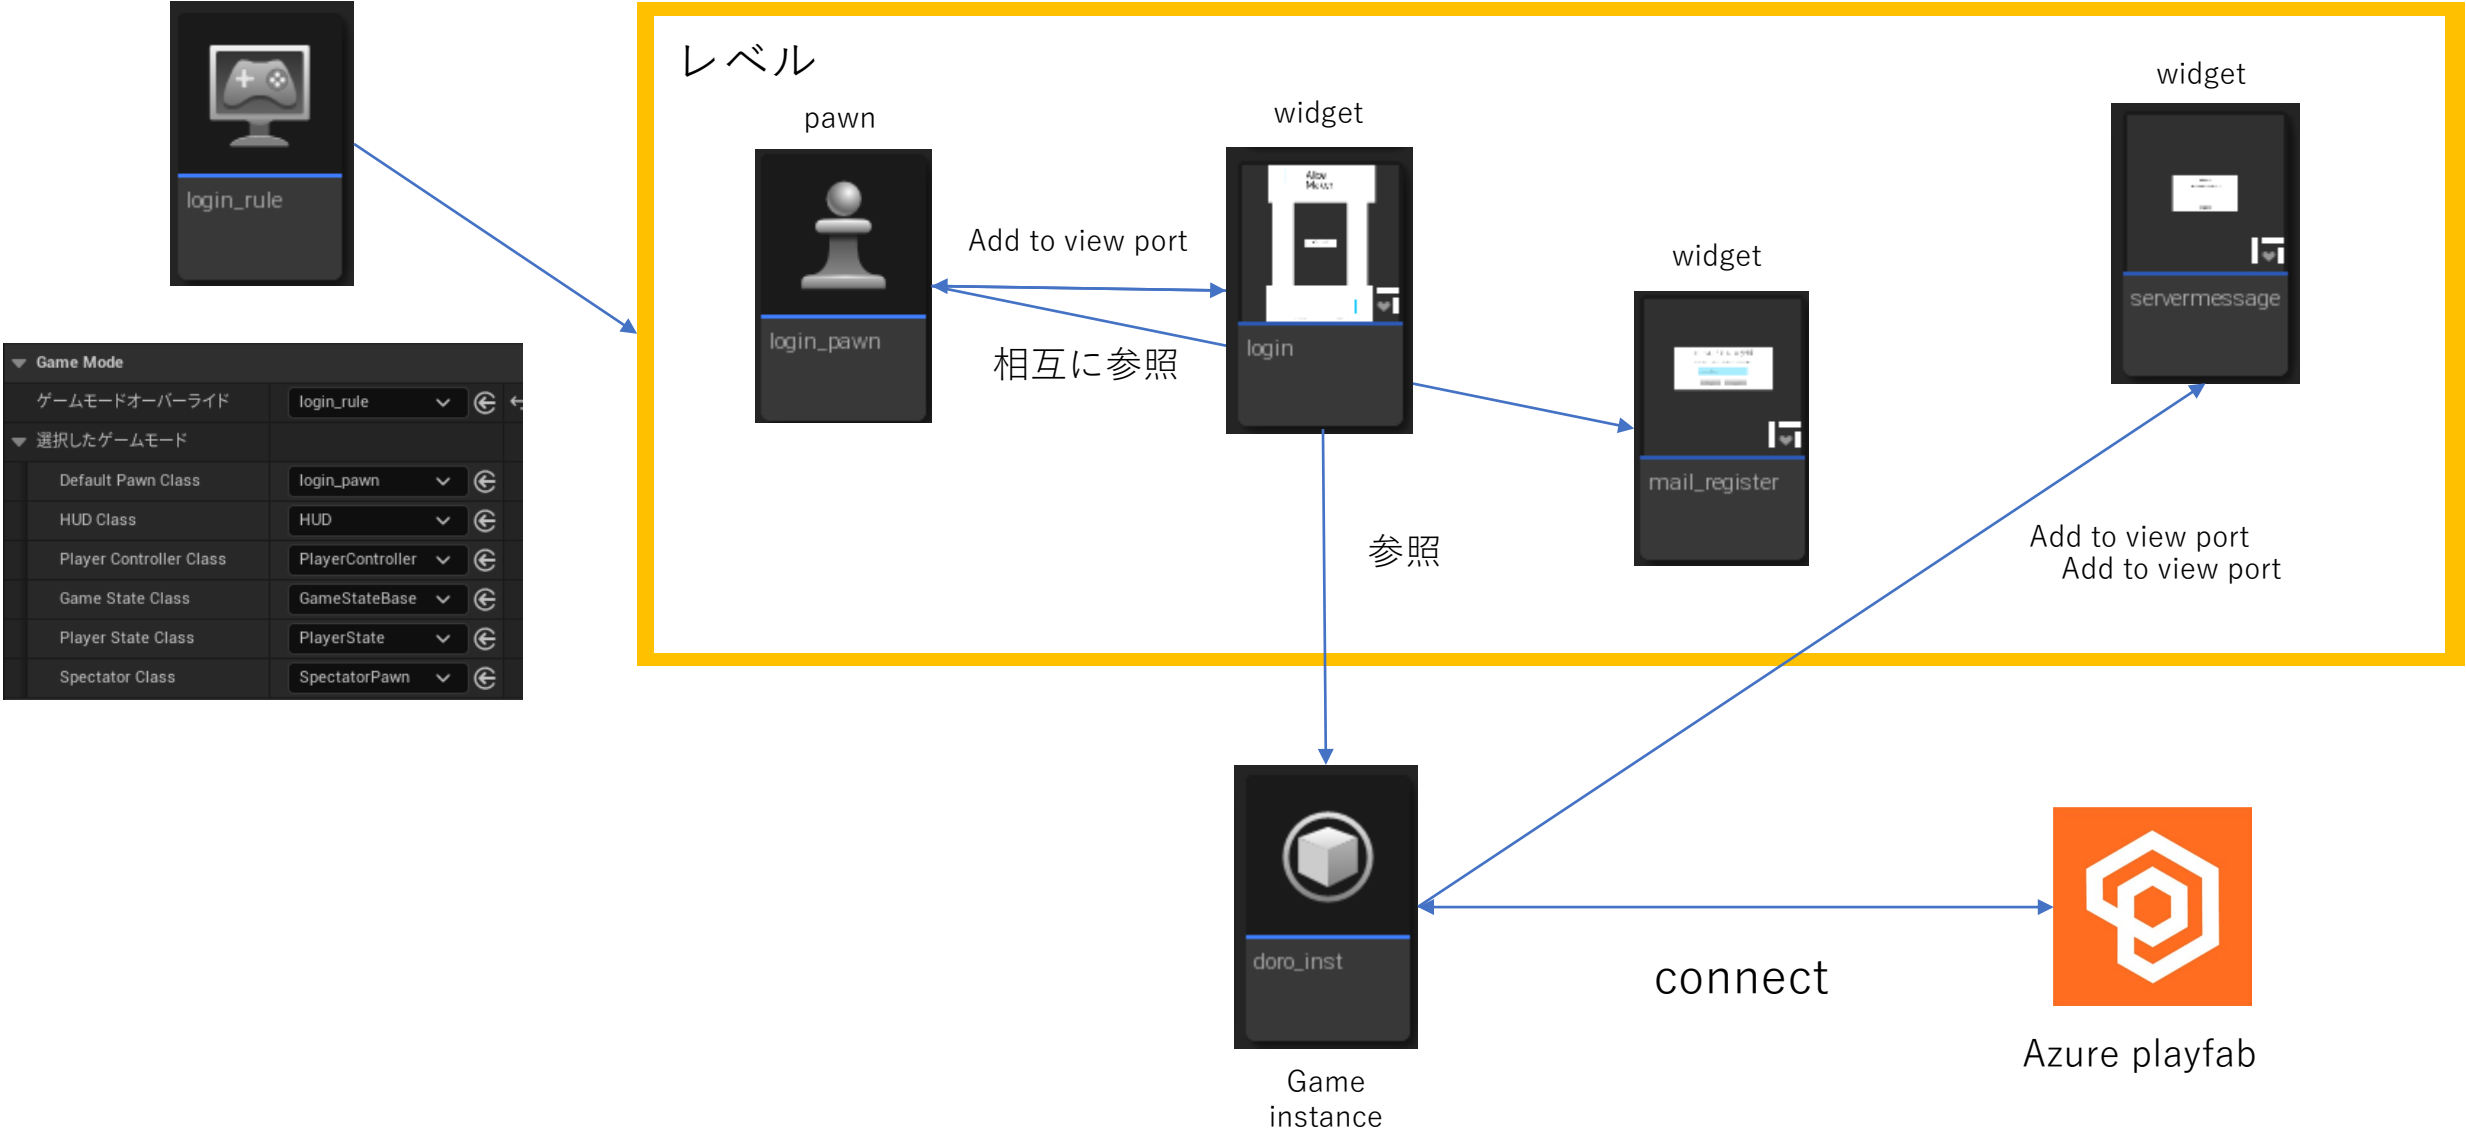 login_rule
Game Mode
ゲームモードオーバーライド
login_rule
選択したゲームモード
Default Pawn Class
login_pawn
HUD Class
HUD
Player Controller Class
PlayerController
Game State Class
GameStateBase
Player State Class
PlayerState
Spectator Class
SpectatorPawn
レベル
pawn
login_pawn
Add to view port
相互に参照
widget
login
widget
mail_register
widget
servermessage
参照
Add to view port
Add to view port
doro_inst
Game
instance
connect
Azure playfab